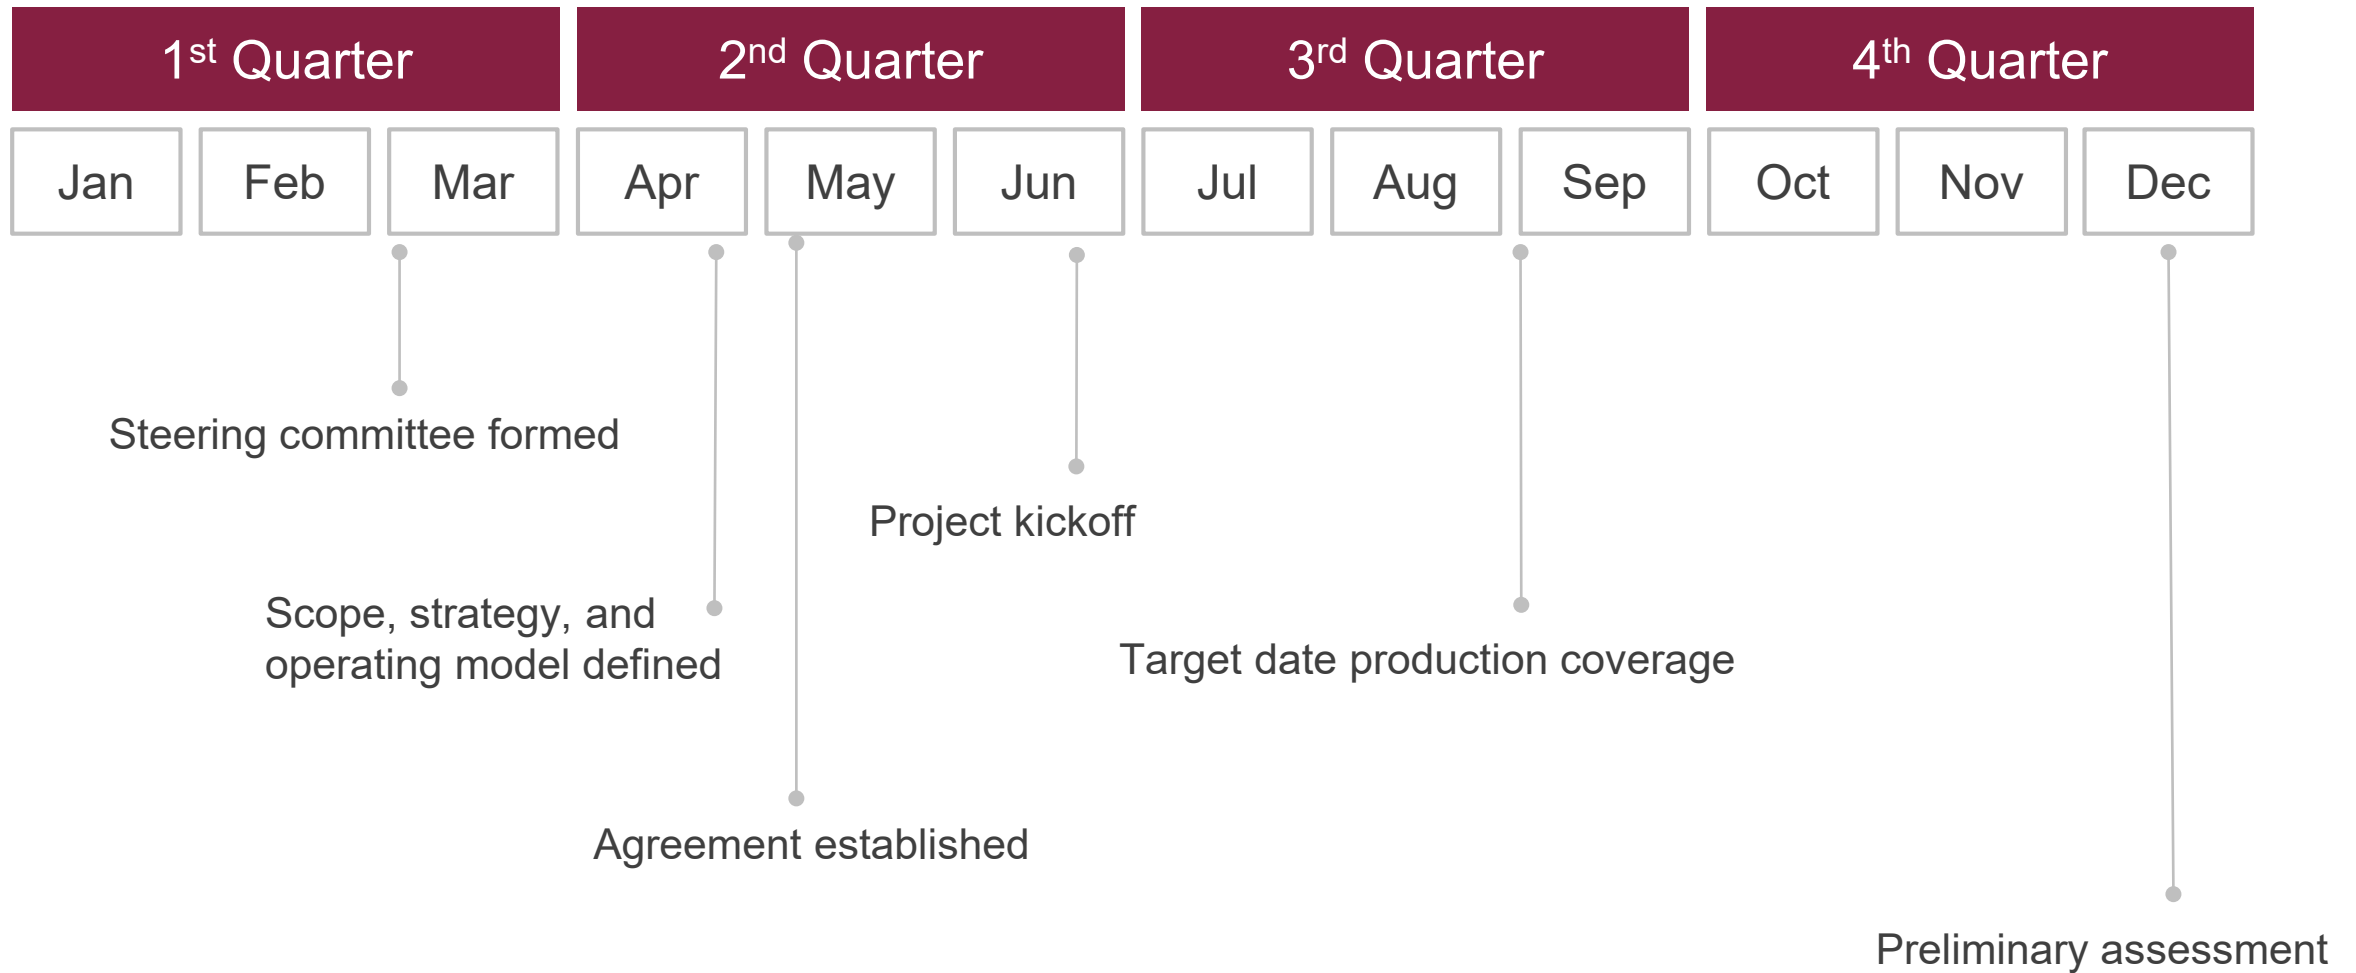 1st Quarter 2nd Quarter 3rd Quarter 4th Quarter
Jan Feb Mar Apr May Jun Jul Aug Sep Oct Nov Dec
Steering committee formed
Project kickoff
Scope, strategy, and
operating model defined
Target date production coverage
Agreement established
Preliminary assessment